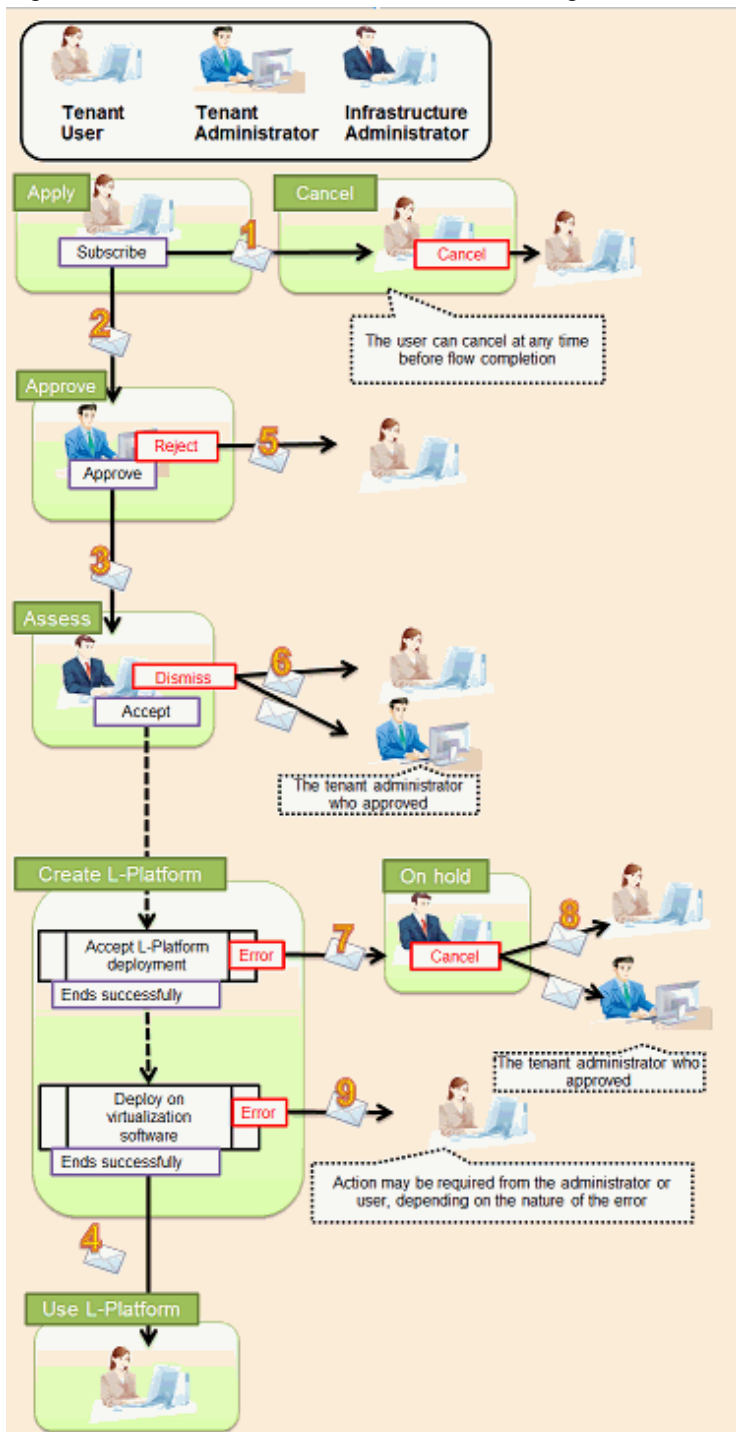 Tenant User
Tenant Administrator
Infrastructure Administrator
Apply
Cancel
Subscribe
1
Cancel
2
The user can cancel at any time
before flow completion
Approve
Reject
5
Approve
3
Assess
Dismiss
6
Accept
The tenant administrator
who approved
Create L-Platform
On hold
Accept L-Platform
deployment
Error
7
Cancel
8
Ends successfully
The tenant administrator who
approved
Deploy on
virtualization
software
Error
9
Ends successfully
Action may be required from the administrator or
user, depending on the nature of the error
4
Use L-Platform